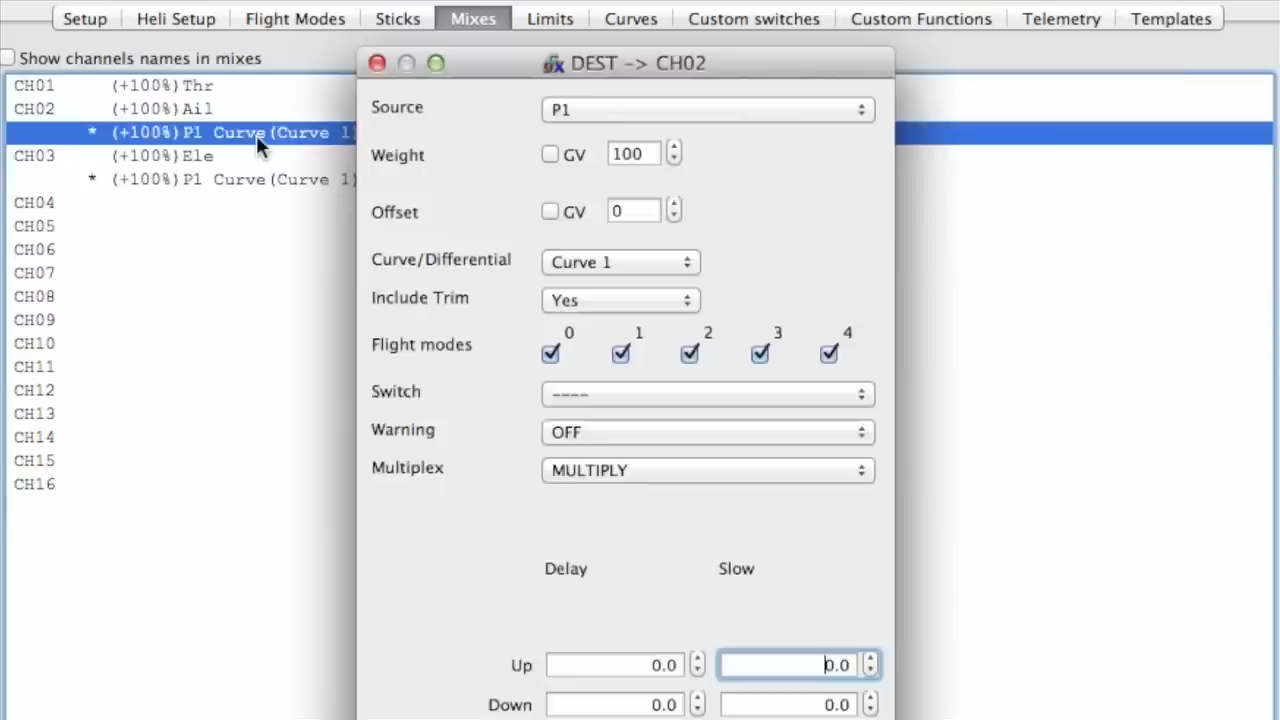 Setup Heli Setup Flight Modes Sticks Mixes Limits Curves Custom switches Custom Functions Telemetry Templates
Show channels names in mixes
CH01 (+100%)Thr
CH02 (+100%)Ail
* (+100%)P1 Curve(Curve 1)
CH03 (+100%)Ele
* (+100%)P1 Curve(Curve 1)
CH04
CH05
CH06
CH07
CH08
CH09
CH10
CH11
CH12
CH13
CH14
CH15
CH16
DEST -> CH02
Source P1
Weight GV 100
Offset GV 0
Curve/Differential Curve 1
Include Trim Yes
0 1 2 3 4
Flight modes
Switch ----
Warning OFF
Multiplex MULTIPLY
Delay Slow
Up 0.0 0.0
Down 0.0 0.0